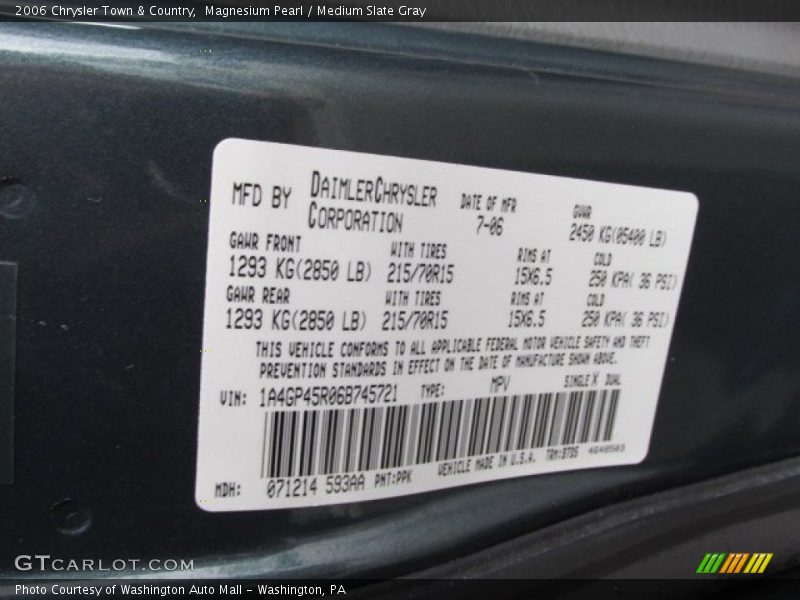 2006 Chrysler Town & Country, Magnesium Pearl / Medium Slate Gray
MFD BY DAIMLERCHRYSLER CORPORATION DATE OF MFR 7-06 GVWR 2450 KG(05400 LB)
GAWR FRONT WITH TIRES RIMS AT COLD
1293 KG(2850 LB) 215/70R15 15X6.5 250 KPA( 36 PSI)
GAWR REAR WITH TIRES RIMS AT COLD
1293 KG(2850 LB) 215/70R15 15X6.5 250 KPA( 36 PSI)
THIS VEHICLE CONFORMS TO ALL APPLICABLE FEDERAL MOTOR VEHICLE SAFETY AND THEFT
PREVENTION STANDARDS IN EFFECT ON THE DATE OF MANUFACTURE SHOWN ABOVE.
VIN: 1A4GP45R06B745721 TYPE: MPV SINGLE X DUAL
MDH: 071214 593AA PNT:PPK VEHICLE MADE IN U.S.A. TRM:B7D5 4648503
GTCARLOT.COM
Photo Courtesy of Washington Auto Mall - Washington, PA